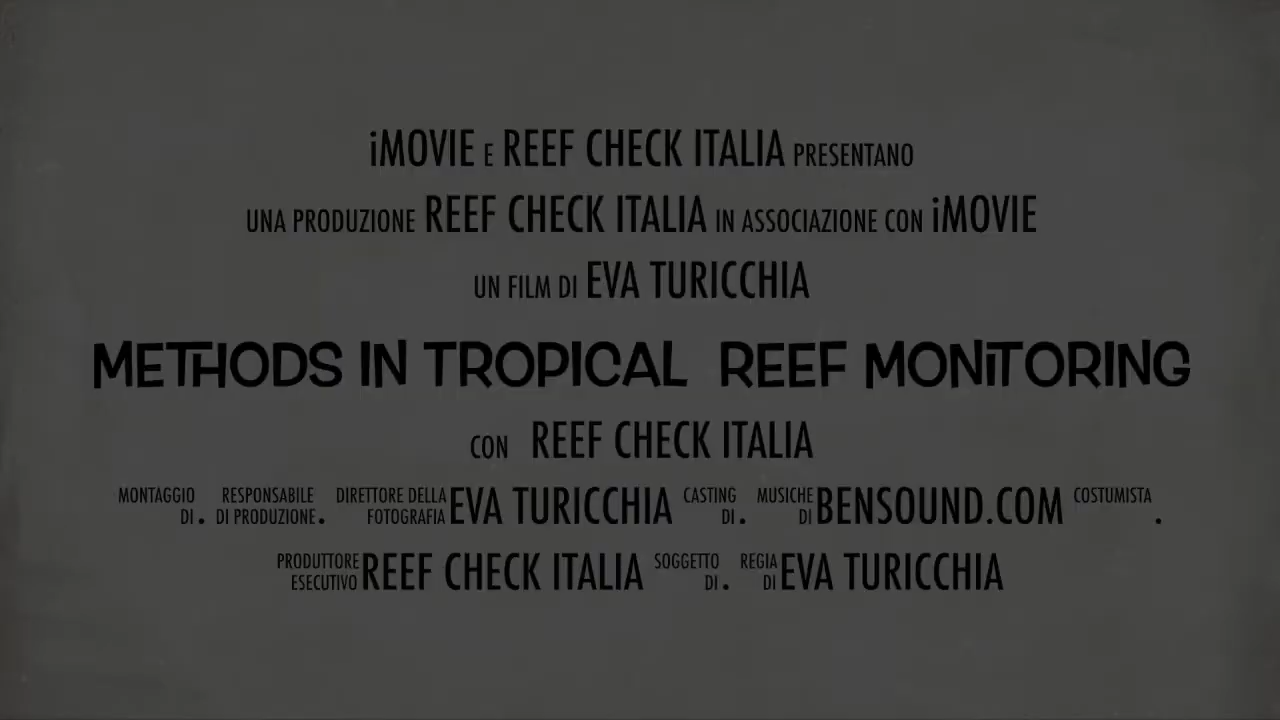 iMOVIE E REEF CHECK ITALIA PRESENTANO
UNA PRODUZIONE REEF CHECK ITALIA IN ASSOCIAZIONE CON iMOVIE
UN FILM DI EVA TURICCHIA
METHODS IN TROPICAL REEF MONiTORING
CON REEF CHECK ITALIA
MONTAGGIO DI . RESPONSABILE DI PRODUZIONE . DIRETTORE DELLA FOTOGRAFIA EVA TURICCHIA CASTING DI . MUSICHE DI BENSOUND.COM COSTUMISTA .
PRODUTTORE ESECUTIVO REEF CHECK ITALIA SOGGETTO DI . REGIA DI EVA TURICCHIA